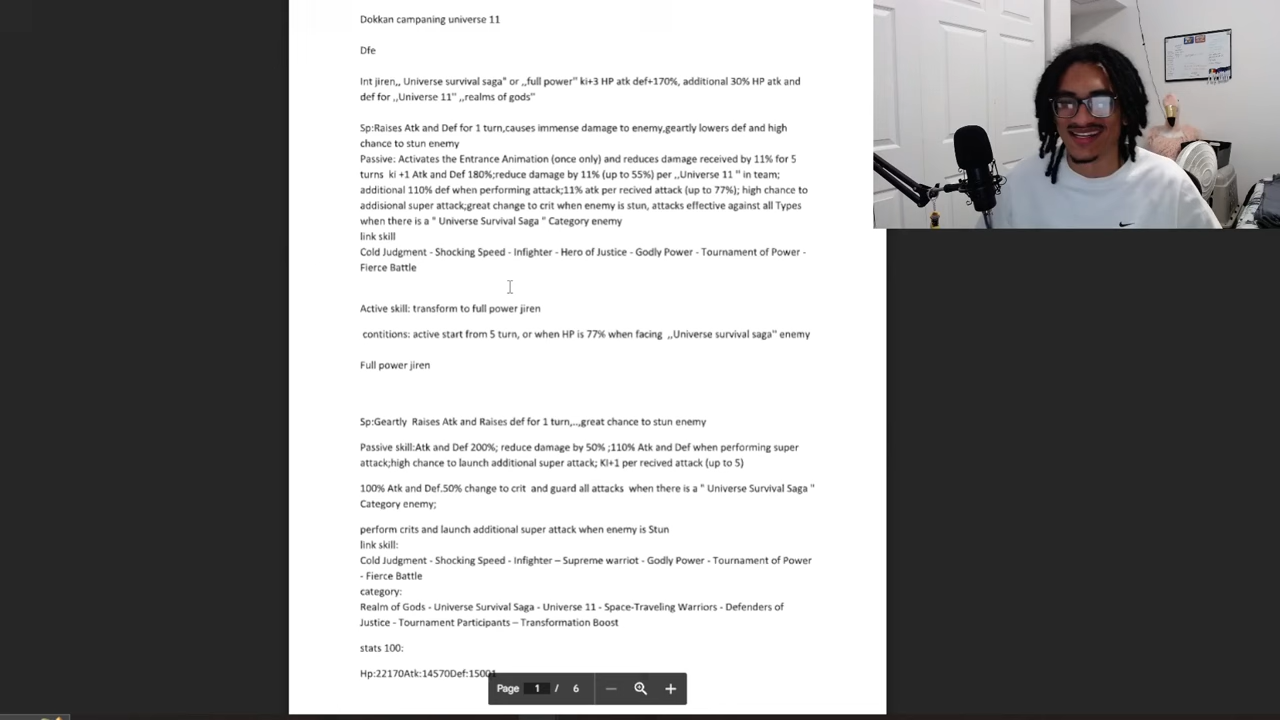 Dokkan campaning universe 11
Dfe
Int jiren,, Universe survival saga" or ,,full power" ki+3 HP atk def+170%, additional 30% HP atk and
def for ,,Universe 11" ,,realms of gods"
Sp:Raises Atk and Def for 1 turn,causes immense damage to enemy,geartly lowers def and high
chance to stun enemy
Passive: Activates the Entrance Animation (once only) and reduces damage received by 11% for 5
turns ki +1 Atk and Def 180%;reduce damage by 11% (up to 55%) per ,,Universe 11 " in team;
additional 110% def when performing attack;11% atk per recived attack (up to 77%); high chance to
addisional super attack;great change to crit when enemy is stun, attacks effective against all Types
when there is a " Universe Survival Saga " Category enemy
link skill
Cold Judgment - Shocking Speed - Infighter - Hero of Justice - Godly Power - Tournament of Power -
Fierce Battle
Active skill: transform to full power jiren
contitions: active start from 5 turn, or when HP is 77% when facing ,,Universe survival saga" enemy
Full power jiren
Sp:Geartly Raises Atk and Raises def for 1 turn,..,great chance to stun enemy
Passive skill:Atk and Def 200%; reduce damage by 50% ;110% Atk and Def when performing super
attack;high chance to launch additional super attack; KI+1 per recived attack (up to 5)
100% Atk and Def.50% change to crit and guard all attacks when there is a " Universe Survival Saga "
Category enemy;
perform crits and launch additional super attack when enemy is Stun
link skill:
Cold Judgment - Shocking Speed - Infighter – Supreme warriot - Godly Power - Tournament of Power
- Fierce Battle
category:
Realm of Gods - Universe Survival Saga - Universe 11 - Space-Traveling Warriors - Defenders of
Justice - Tournament Participants – Transformation Boost
stats 100:
Hp:22170Atk:14570Def:15001
Page 1 / 6